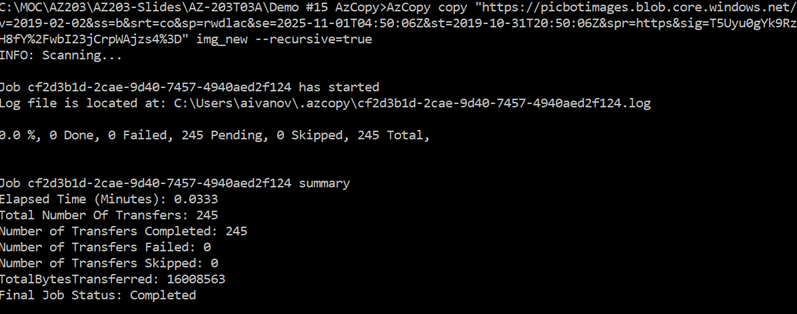 C:\MOC\AZ203\AZ203-Slides\AZ-203T03A\Demo #15 AzCopy>AzCopy copy "https://picbotimages.blob.core.windows.net/
v=2019-02-02&ss=b&srt=co&sp=rwdlac&se=2025-11-01T04:50:06Z&st=2019-10-31T20:50:06Z&spr=https&sig=T5Uyu0gYk9Rz
H8fY%2FwbI23jCrpWAjzs4%3D" img_new --recursive=true
INFO: Scanning...
Job cf2d3b1d-2cae-9d40-7457-4940aed2f124 has started
Log file is located at: C:\Users\aivanov\.azcopy\cf2d3b1d-2cae-9d40-7457-4940aed2f124.log
0.0 %, 0 Done, 0 Failed, 245 Pending, 0 Skipped, 245 Total,
Job cf2d3b1d-2cae-9d40-7457-4940aed2f124 summary
Elapsed Time (Minutes): 0.0333
Total Number Of Transfers: 245
Number of Transfers Completed: 245
Number of Transfers Failed: 0
Number of Transfers Skipped: 0
TotalBytesTransferred: 16008563
Final Job Status: Completed